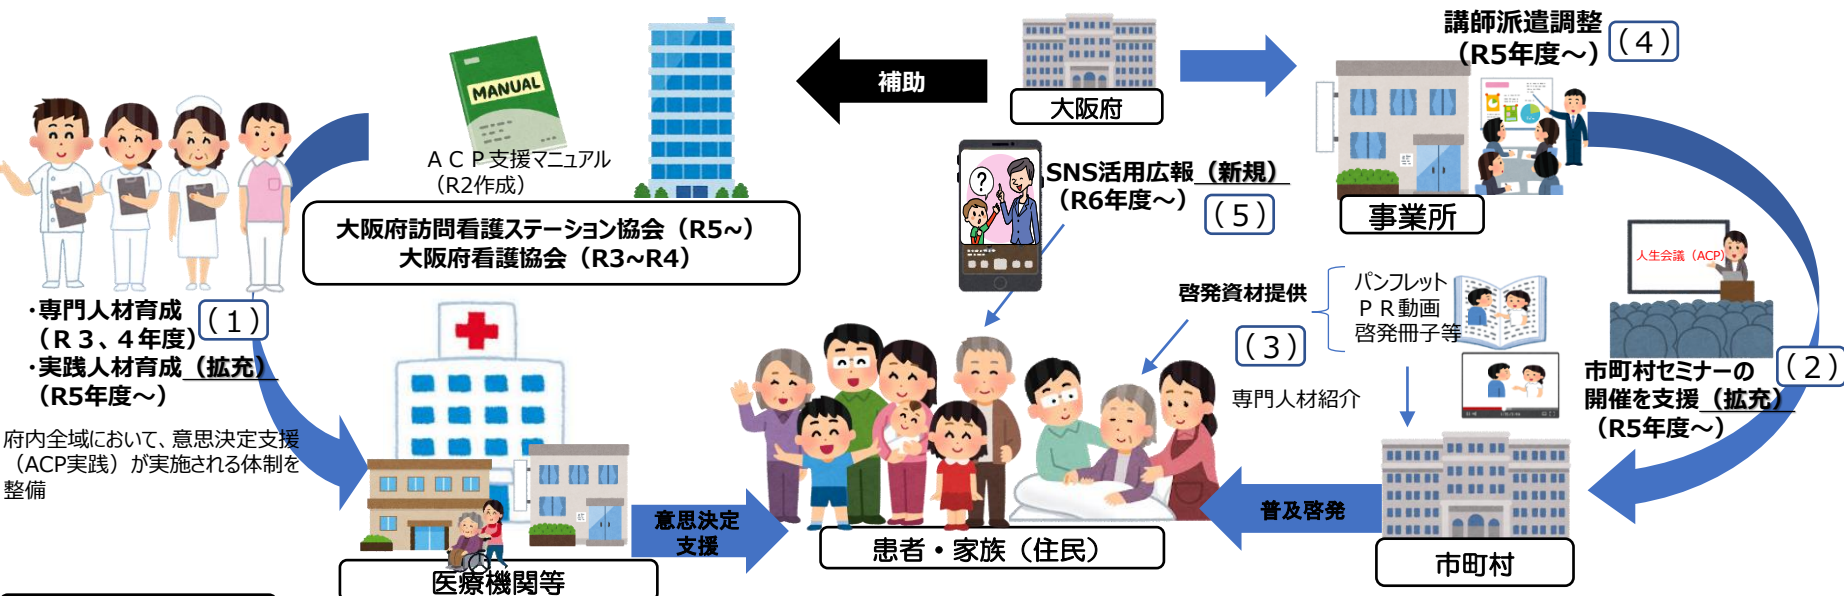 補助
大阪府
講師派遣調整
(R5年度～)
(4)
MANUAL
ACP支援マニュアル
(R2作成)
大阪府訪問看護ステーション協会(R5~)
大阪府看護協会(R3~R4)
SNS活用広報(新規)
(R6年度～)
(5)
?
事業所
人生会議(ACP)
・専門人材育成
(R3、4年度)
(1)
・実践人材育成(拡充)
(R5年度～)
府内全域において、意思決定支援
(ACP実践)が実施される体制を
整備
啓発資材提供
(3)
パンフレット
PR動画
啓発冊子等
専門人材紹介
市町村セミナーの
開催を支援(拡充)
(R5年度～)
(2)
意思決定
支援
普及啓発
医療機関等
患者・家族(住民)
市町村